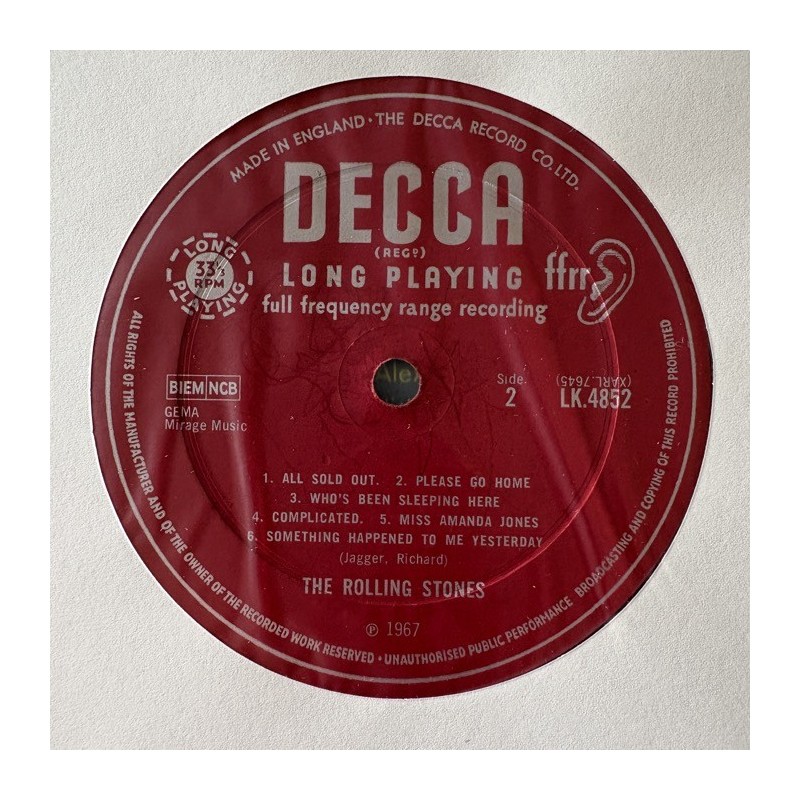 MADE IN ENGLAND · THE DECCA RECORD CO. LTD.
DECCA
(REGD)
LONG PLAYING
ffrr
full frequency range recording
LONG
33⅓
RPM
PLAYING
BIEM NCB
GEMA
Mirage Music
Alex
Side.
2
(XARL.7645)
LK.4852
1. ALL SOLD OUT. 2. PLEASE GO HOME
3. WHO'S BEEN SLEEPING HERE
4. COMPLICATED. 5. MISS AMANDA JONES
6. SOMETHING HAPPENED TO ME YESTERDAY
(Jagger, Richard)
THE ROLLING STONES
℗ 1967
ALL RIGHTS OF THE MANUFACTURER AND OF THE OWNER OF THE RECORDED WORK RESERVED · UNAUTHORISED PUBLIC PERFORMANCE BROADCASTING AND COPYING OF THIS RECORD PROHIBITED